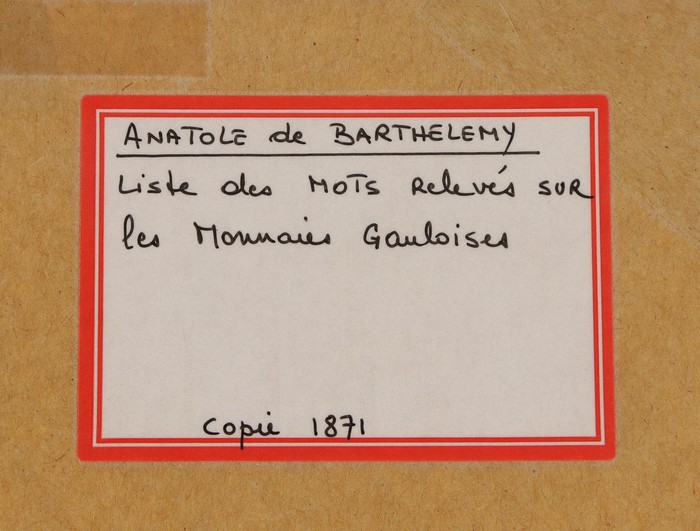 ANATOLE de BARTHELEMY
Liste des MOTS Relevés SUR
les Monnaies Gauloises
Copie 1871